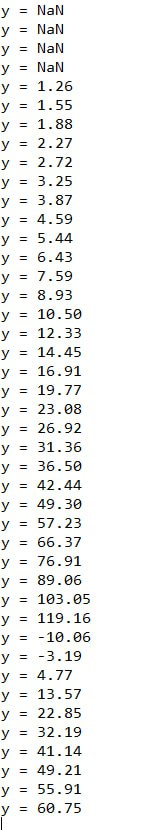 y = NaN
y = NaN
y = NaN
y = NaN
y = 1.26
y = 1.55
y = 1.88
y = 2.27
y = 2.72
y = 3.25
y = 3.87
y = 4.59
y = 5.44
y = 6.43
y = 7.59
y = 8.93
y = 10.50
y = 12.33
y = 14.45
y = 16.91
y = 19.77
y = 23.08
y = 26.92
y = 31.36
y = 36.50
y = 42.44
y = 49.30
y = 57.23
y = 66.37
y = 76.91
y = 89.06
y = 103.05
y = 119.16
y = -10.06
y = -3.19
y = 4.77
y = 13.57
y = 22.85
y = 32.19
y = 41.14
y = 49.21
y = 55.91
y = 60.75